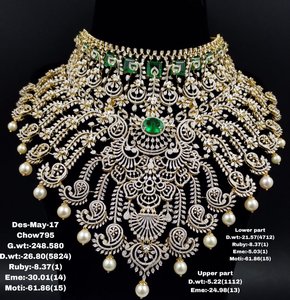 Des-May-17
Chow795
G.wt:-248.580
D.wt:-26.80(5824)
Ruby:-8.37(1)
Eme:-30.01(14)
Moti:-61.86(15)
Lower part
D.wt:-21.57(4712)
Ruby:-8.37(1)
Eme:-5.03(1)
Moti:-61.86(15)
Upper part
D.wt:-5.22(1112)
Eme:-24.98(13)